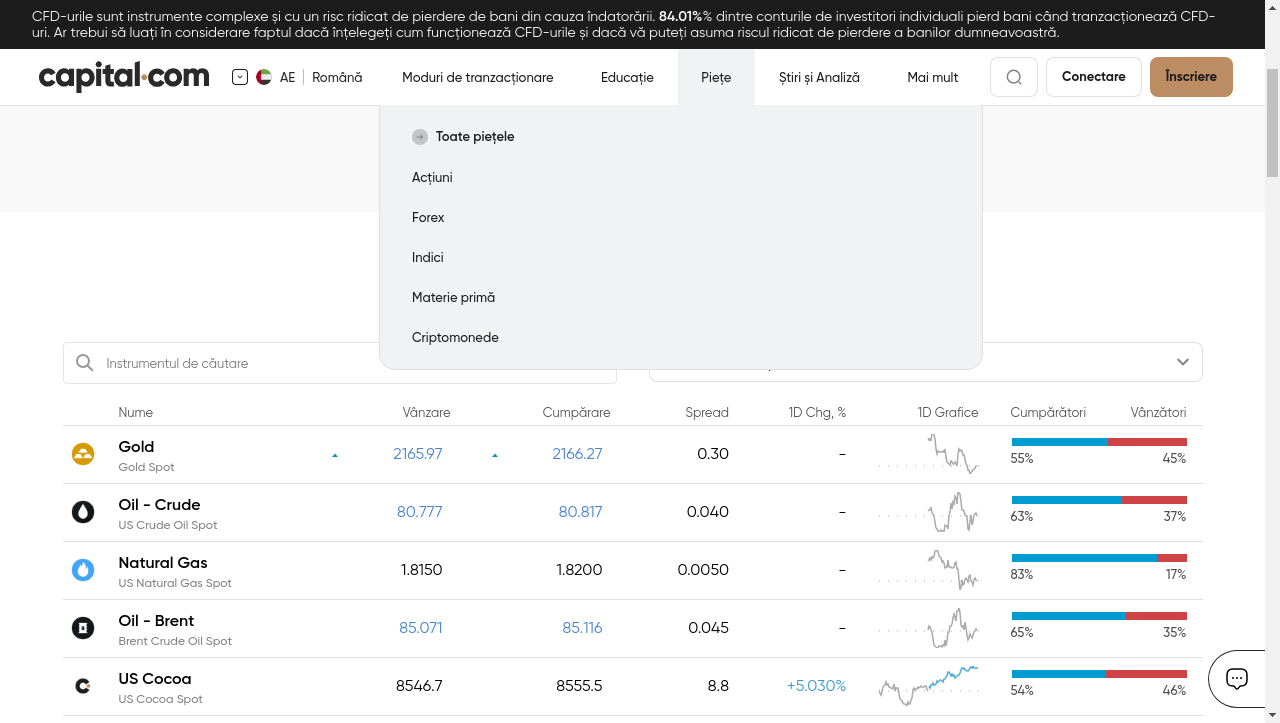 CFD-urile sunt instrumente complexe și cu un risc ridicat de pierdere de bani din cauza îndatorării. 84.01%% dintre conturile de investitori individuali pierd bani când tranzacționează CFD-
uri. Ar trebui să luați în considerare faptul dacă înțelegeți cum funcționează CFD-urile și dacă vă puteți asuma riscul ridicat de pierdere a banilor dumneavoastră.
capital.com AE Română Moduri de tranzacționare Educație Piețe Știri și Analiză Mai mult Conectare Înscriere
Toate piețele
Acțiuni
Forex
Indici
Materie primă
Criptomonede
Instrumentul de căutare
Nume Vânzare Cumpărare Spread 1D Chg, % 1D Grafice Cumpărători Vânzători
Gold 2165.97 2166.27 0.30 -
Gold Spot 55% 45%
Oil - Crude 80.777 80.817 0.040 -
US Crude Oil Spot 63% 37%
Natural Gas 1.8150 1.8200 0.0050 -
US Natural Gas Spot 83% 17%
Oil - Brent 85.071 85.116 0.045 -
Brent Crude Oil Spot 65% 35%
US Cocoa 8546.7 8555.5 8.8 +5.030%
US Cocoa Spot 54% 46%